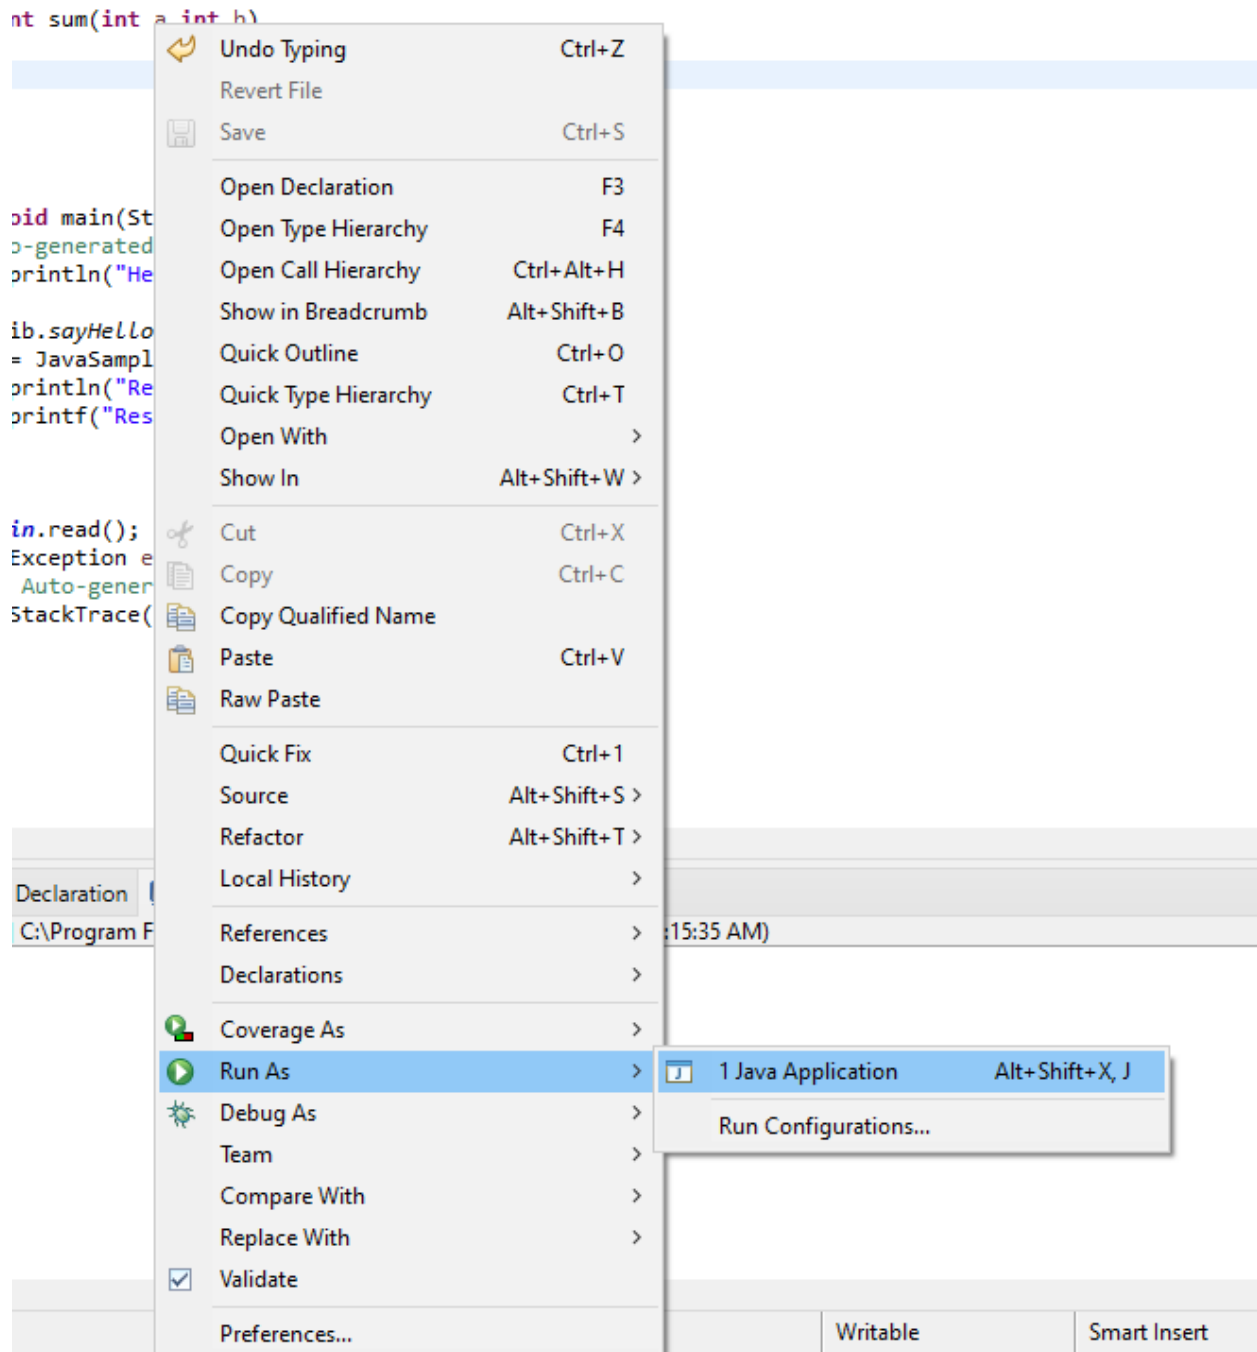 nt sum(int a,int b)
Undo Typing Ctrl+Z
Revert File
Save Ctrl+S
Open Declaration F3
oid main(St
Open Type Hierarchy F4
o-generated
println("He
Open Call Hierarchy Ctrl+Alt+H
Show in Breadcrumb Alt+Shift+B
ib.sayHello
Quick Outline Ctrl+O
= JavaSampl
println("Re
Quick Type Hierarchy Ctrl+T
printf("Res
Open With >
Show In Alt+Shift+W >
in.read();
Cut Ctrl+X
Exception e
Copy Ctrl+C
Auto-gener
StackTrace(
Copy Qualified Name
Paste Ctrl+V
Raw Paste
Quick Fix Ctrl+1
Source Alt+Shift+S >
Refactor Alt+Shift+T >
Local History >
Declaration
C:\Program F
:15:35 AM)
References >
Declarations >
Coverage As >
Run As >
1 Java Application Alt+Shift+X, J
Debug As >
Run Configurations...
Team >
Compare With >
Replace With >
Validate
Preferences...
Writable
Smart Insert